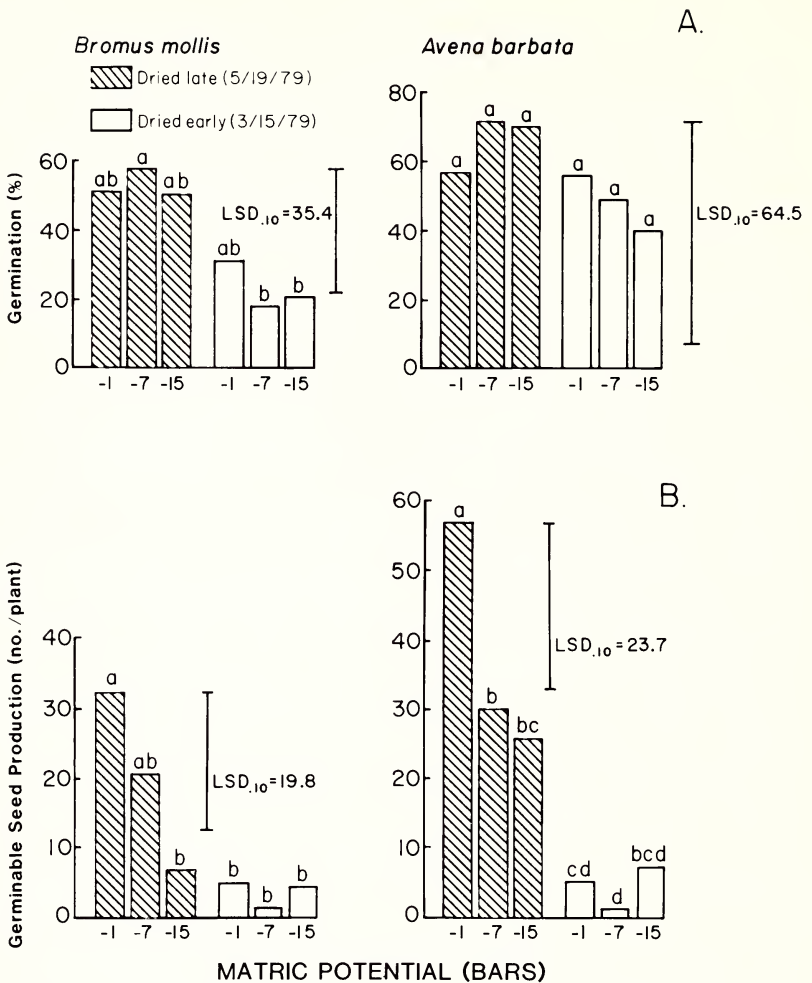 A.
Bromus mollis
Dried late (5/19/79)
Dried early (3/15/79)
Avena barbata
Germination (%)
60
40
20
0
ab
a
ab
ab
b
b
LSD.10=35.4
-1 -7 -15 -1 -7 -15
80
60
40
20
0
a
a
a
a
a
a
LSD.10=64.5
-1 -7 -15 -1 -7 -15
B.
Germinable Seed Production (no./plant)
40
30
20
10
0
a
ab
b
b
b
b
LSD.10=19.8
-1 -7 -15 -1 -7 -15
60
50
40
30
20
10
0
a
b
bc
cd
d
bcd
LSD.10=23.7
-1 -7 -15 -1 -7 -15
MATRIC POTENTIAL (BARS)